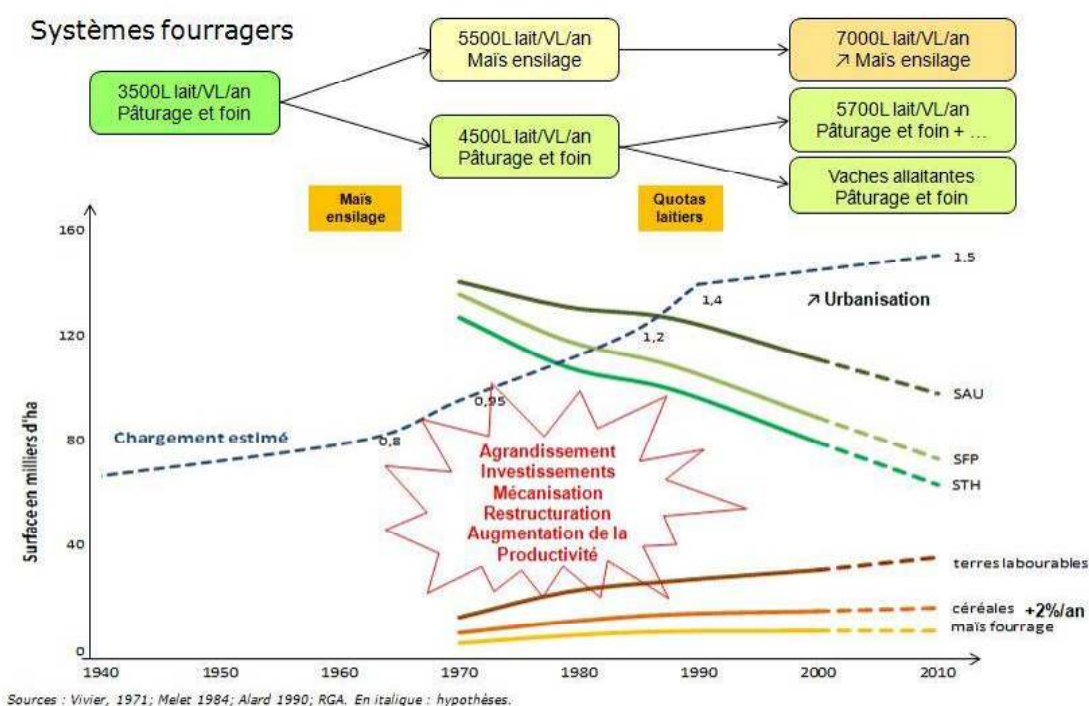 Systèmes fourragers
3500L lait/VL/an
Pâturage et foin
5500L lait/VL/an
Maïs ensilage
7000L lait/VL/an
↗ Maïs ensilage
4500L lait/VL/an
Pâturage et foin
5700L lait/VL/an
Pâturage et foin + ...
Vaches allaitantes
Pâturage et foin
Maïs
ensilage
Quotas
laitiers
Surface en milliers d'ha
160
120
80
40
0
Chargement estimé
0,8
0,95
1,2
1,4
1.5
↗ Urbanisation
SAU
SFP
STH
Agrandissement
Investissements
Mécanisation
Restructuration
Augmentation de la
Productivité
terres labourables
céréales +2%/an
maïs fourrage
1940 1950 1960 1970 1980 1990 2000 2010
Sources : Vivier, 1971; Melet 1984; Alard 1990; RGA. En italique : hypothèses.